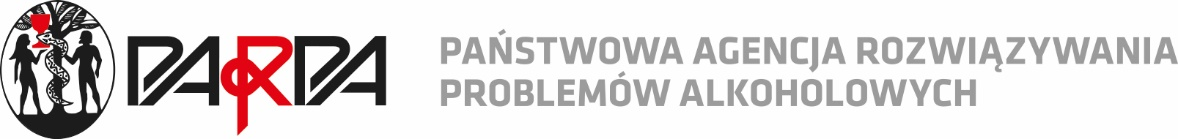 PARPA
PAŃSTWOWA AGENCJA ROZWIĄZYWANIA
PROBLEMÓW ALKOHOLOWYCH